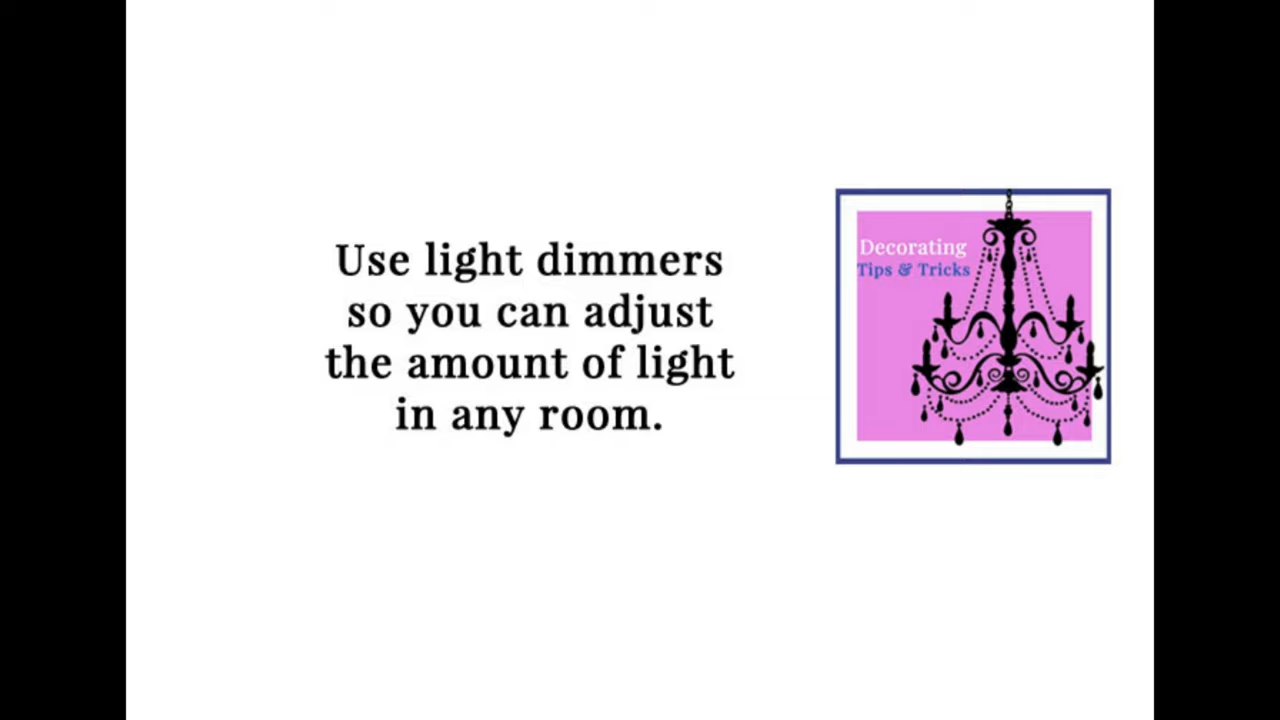 Use light dimmers
so you can adjust
the amount of light
in any room.
Decorating
Tips & Tricks